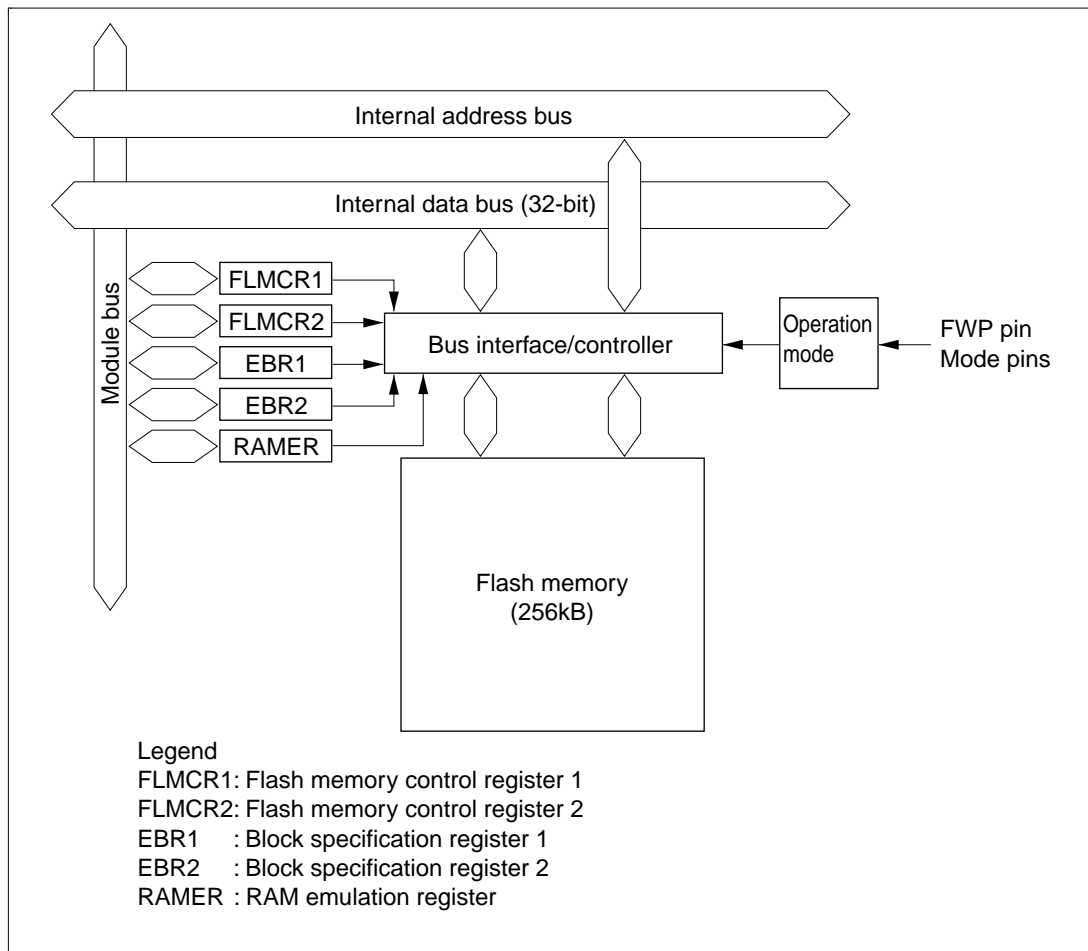 Internal address bus
Internal data bus (32-bit)
Module bus
FLMCR1
FLMCR2
EBR1
EBR2
RAMER
Bus interface/controller
Operation
mode
FWP pin
Mode pins
Flash memory
(256kB)
Legend
FLMCR1: Flash memory control register 1
FLMCR2: Flash memory control register 2
EBR1 : Block specification register 1
EBR2 : Block specification register 2
RAMER : RAM emulation register